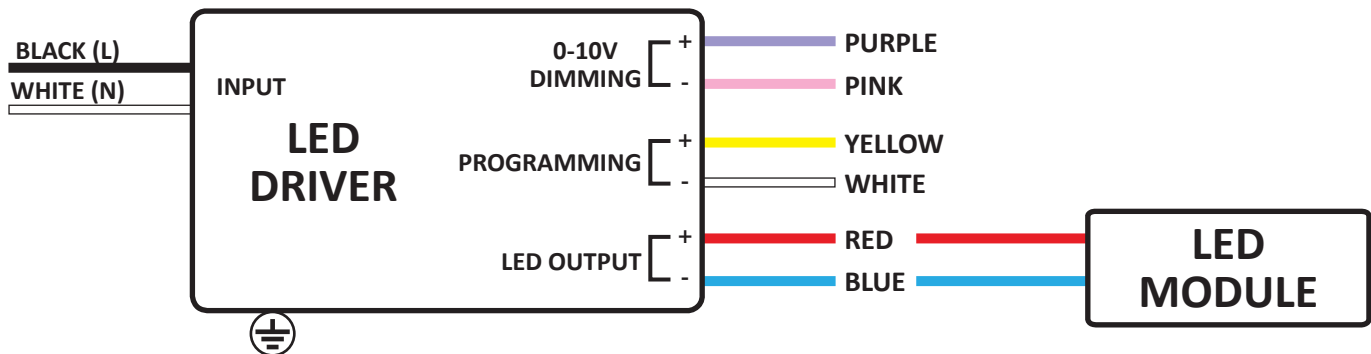 BLACK (L)
WHITE (N)
INPUT
LED
DRIVER
0-10V
DIMMING
+
-
PURPLE
PINK
PROGRAMMING
+
-
YELLOW
WHITE
LED OUTPUT
+
-
RED
BLUE
LED
MODULE